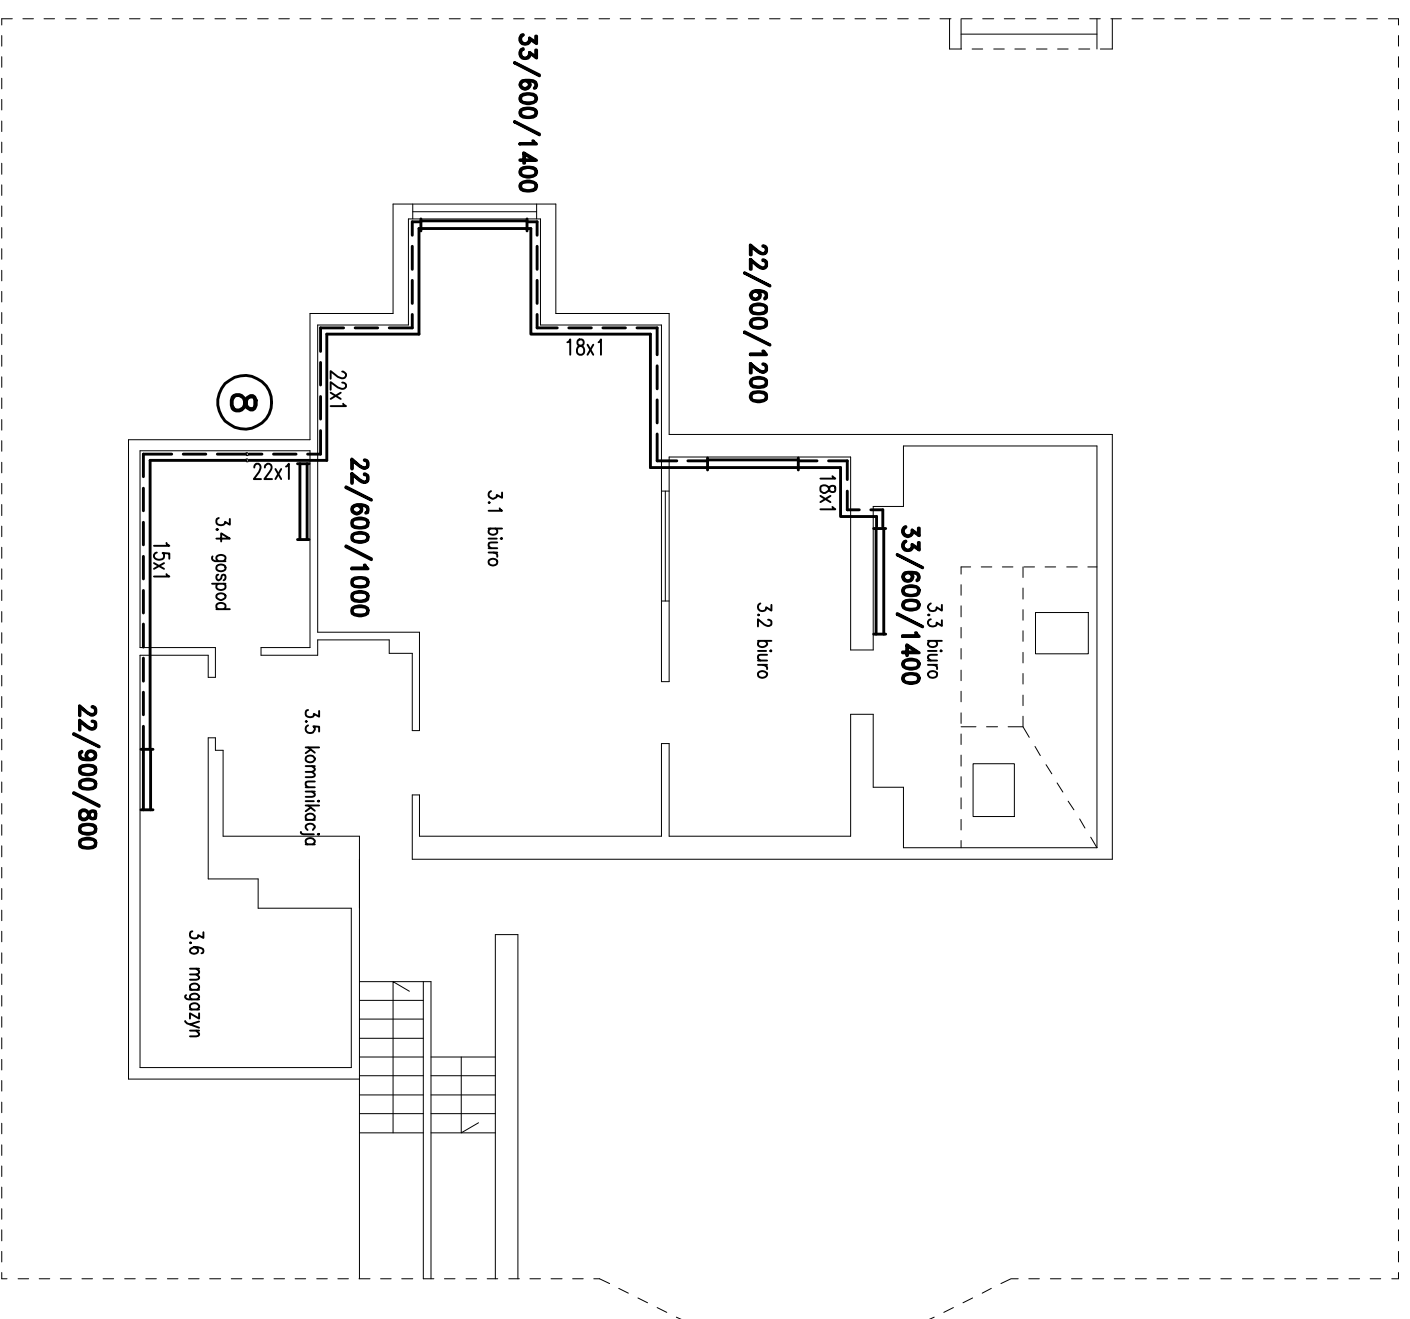 33/600/1400
22/600/1200
18x1
22x1
8
22x1
22/600/1000
3.1 biuro
18x1
33/600/1400
3.3 biuro
3.4 gospod
15x1
3.2 biuro
22/900/800
3.5 komunikacja
3.6 magazyn